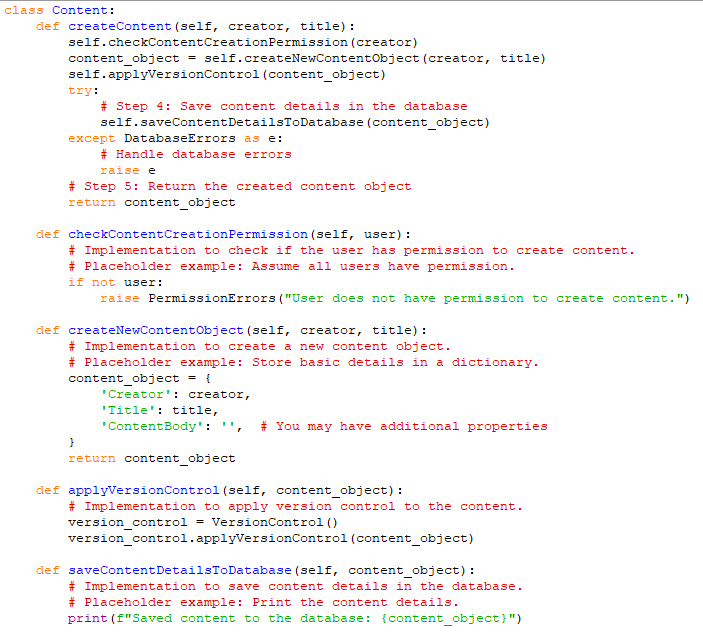 class Content:
    def createContent(self, creator, title):
        self.checkContentCreationPermission(creator)
        content_object = self.createNewContentObject(creator, title)
        self.applyVersionControl(content_object)
        try:
            # Step 4: Save content details in the database
            self.saveContentDetailsToDatabase(content_object)
        except DatabaseErrors as e:
            # Handle database errors
            raise e
        # Step 5: Return the created content object
        return content_object

    def checkContentCreationPermission(self, user):
        # Implementation to check if the user has permission to create content.
        # Placeholder example: Assume all users have permission.
        if not user:
            raise PermissionErrors("User does not have permission to create content.")

    def createNewContentObject(self, creator, title):
        # Implementation to create a new content object.
        # Placeholder example: Store basic details in a dictionary.
        content_object = {
            'Creator': creator,
            'Title': title,
            'ContentBody': '',  # You may have additional properties
        }
        return content_object

    def applyVersionControl(self, content_object):
        # Implementation to apply version control to the content.
        version_control = VersionControl()
        version_control.applyVersionControl(content_object)

    def saveContentDetailsToDatabase(self, content_object):
        # Implementation to save content details in the database.
        # Placeholder example: Print the content details.
        print(f"Saved content to the database: {content_object}")